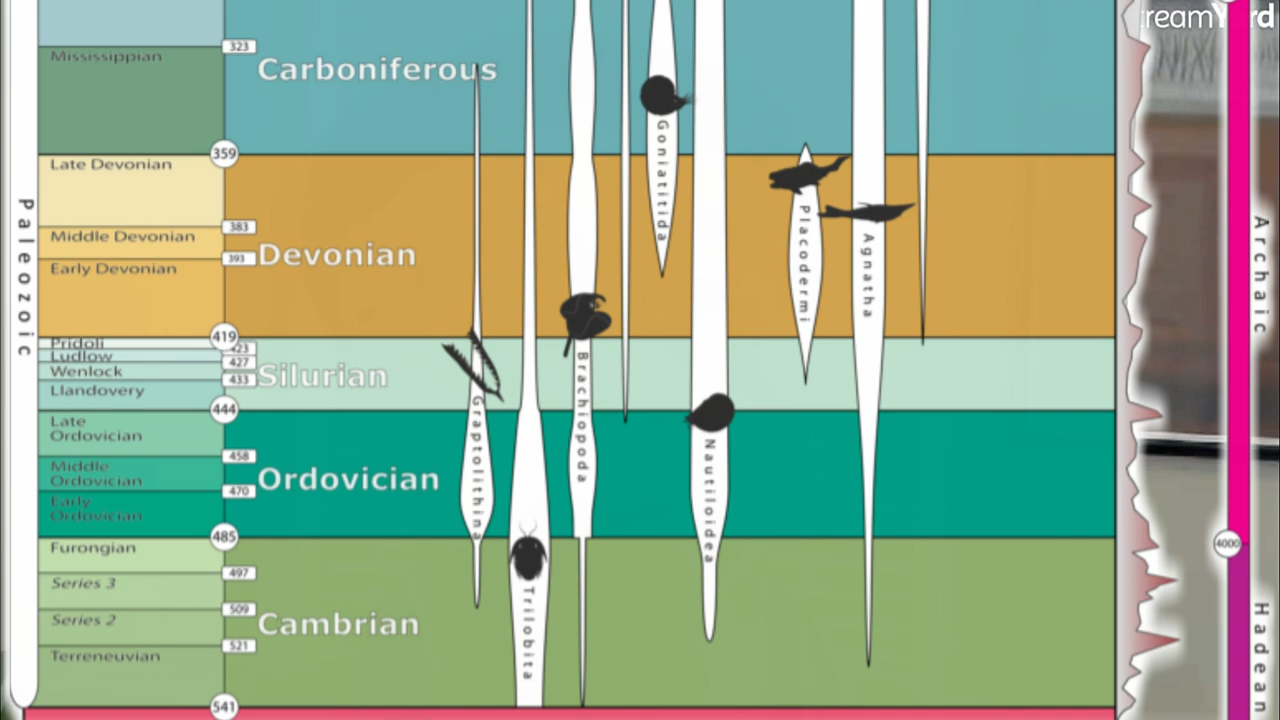 reamY rd
323
Mississippian
Carboniferous
359
Late Devonian
383
Middle Devonian
Devonian
393
Early Devonian
419
Pridoli
423
Ludlow
427
Wenlock
Silurian
433
Llandovery
444
Late
Ordovician
458
Middle
Ordovician
Ordovician
470
Early
Ordovician
485
Furongian
497
Series 3
509
Series 2
Cambrian
521
Terreneuvian
541
Paleozoic
Graptolithina
Trilobita
Brachiopoda
Goniatitida
Nautiloidea
Placodermi
Agnatha
Archaic
4000
Hadean